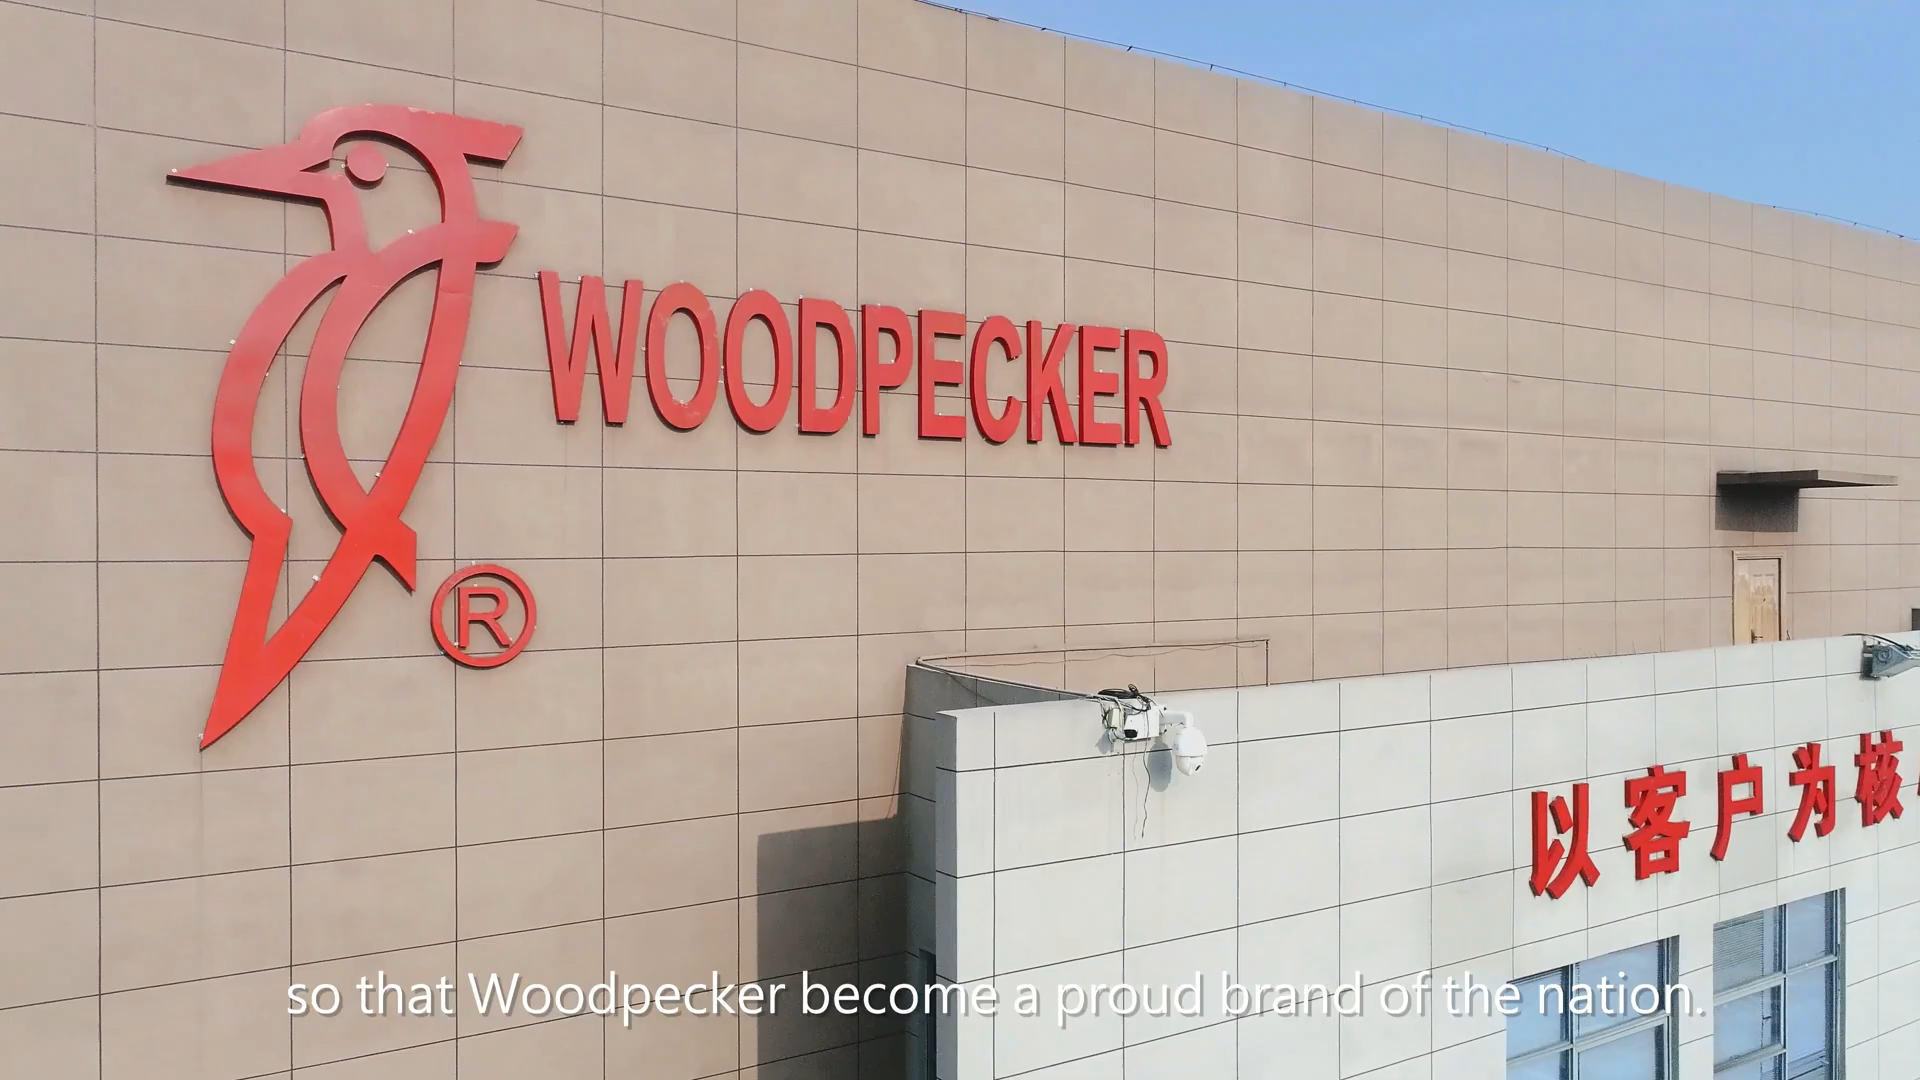 WOODPECKER
®
以客户为核
so that Woodpecker become a proud brand of the nation.